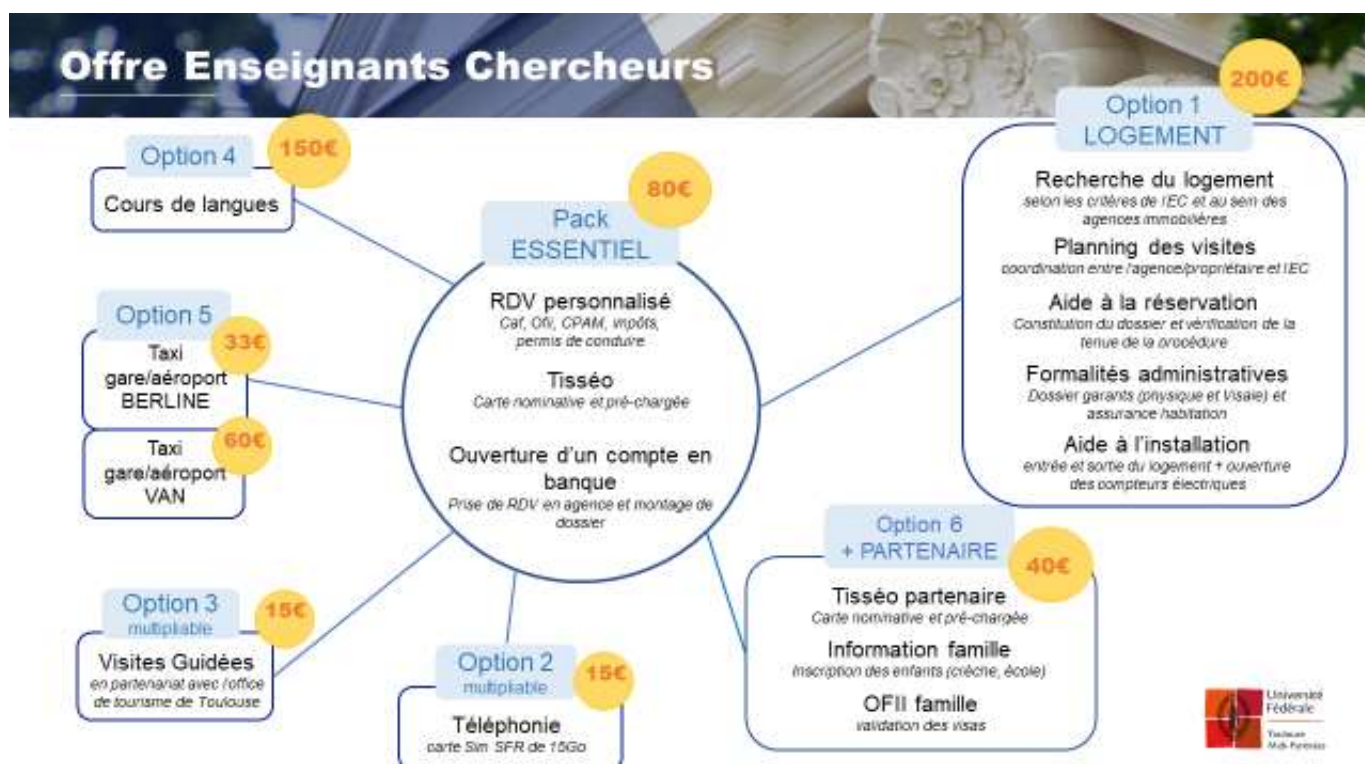 Offre Enseignants Chercheurs
200€
Option 1
LOGEMENT
Recherche du logement
selon les critères de l'EC et au sein des
agences immobilières
Planning des visites
coordination entre l'agence/propriétaire et l'EC
Aide à la réservation
Constitution du dossier et vérification de la
tenue de la procédure
Formalités administratives
Dossier garants (physique et Visale) et
assurance habitation
Aide à l'installation
entrée et sortie du logement + ouverture
des compteurs électriques
Option 4
150€
Cours de langues
80€
Pack
ESSENTIEL
RDV personnalisé
Caf, Ofii, CPAM, impôts,
permis de conduire
Tisséo
Carte nominative et pré-chargée
Ouverture d'un compte en
banque
Prise de RDV en agence et montage de
dossier
Option 5
33€
Taxi
gare/aéroport
BERLINE
60€
Taxi
gare/aéroport
VAN
Option 6
+ PARTENAIRE
40€
Tisséo partenaire
Carte nominative et pré-chargée
Information famille
Inscription des enfants (crèche, école)
OFII famille
validation des visas
Option 3
multipliable
15€
Visites Guidées
en partenariat avec l'office
de tourisme de Toulouse
Option 2
multipliable
15€
Téléphonie
carte Sim SFR de 15Go
Université
Fédérale
Toulouse
Midi-Pyrénées